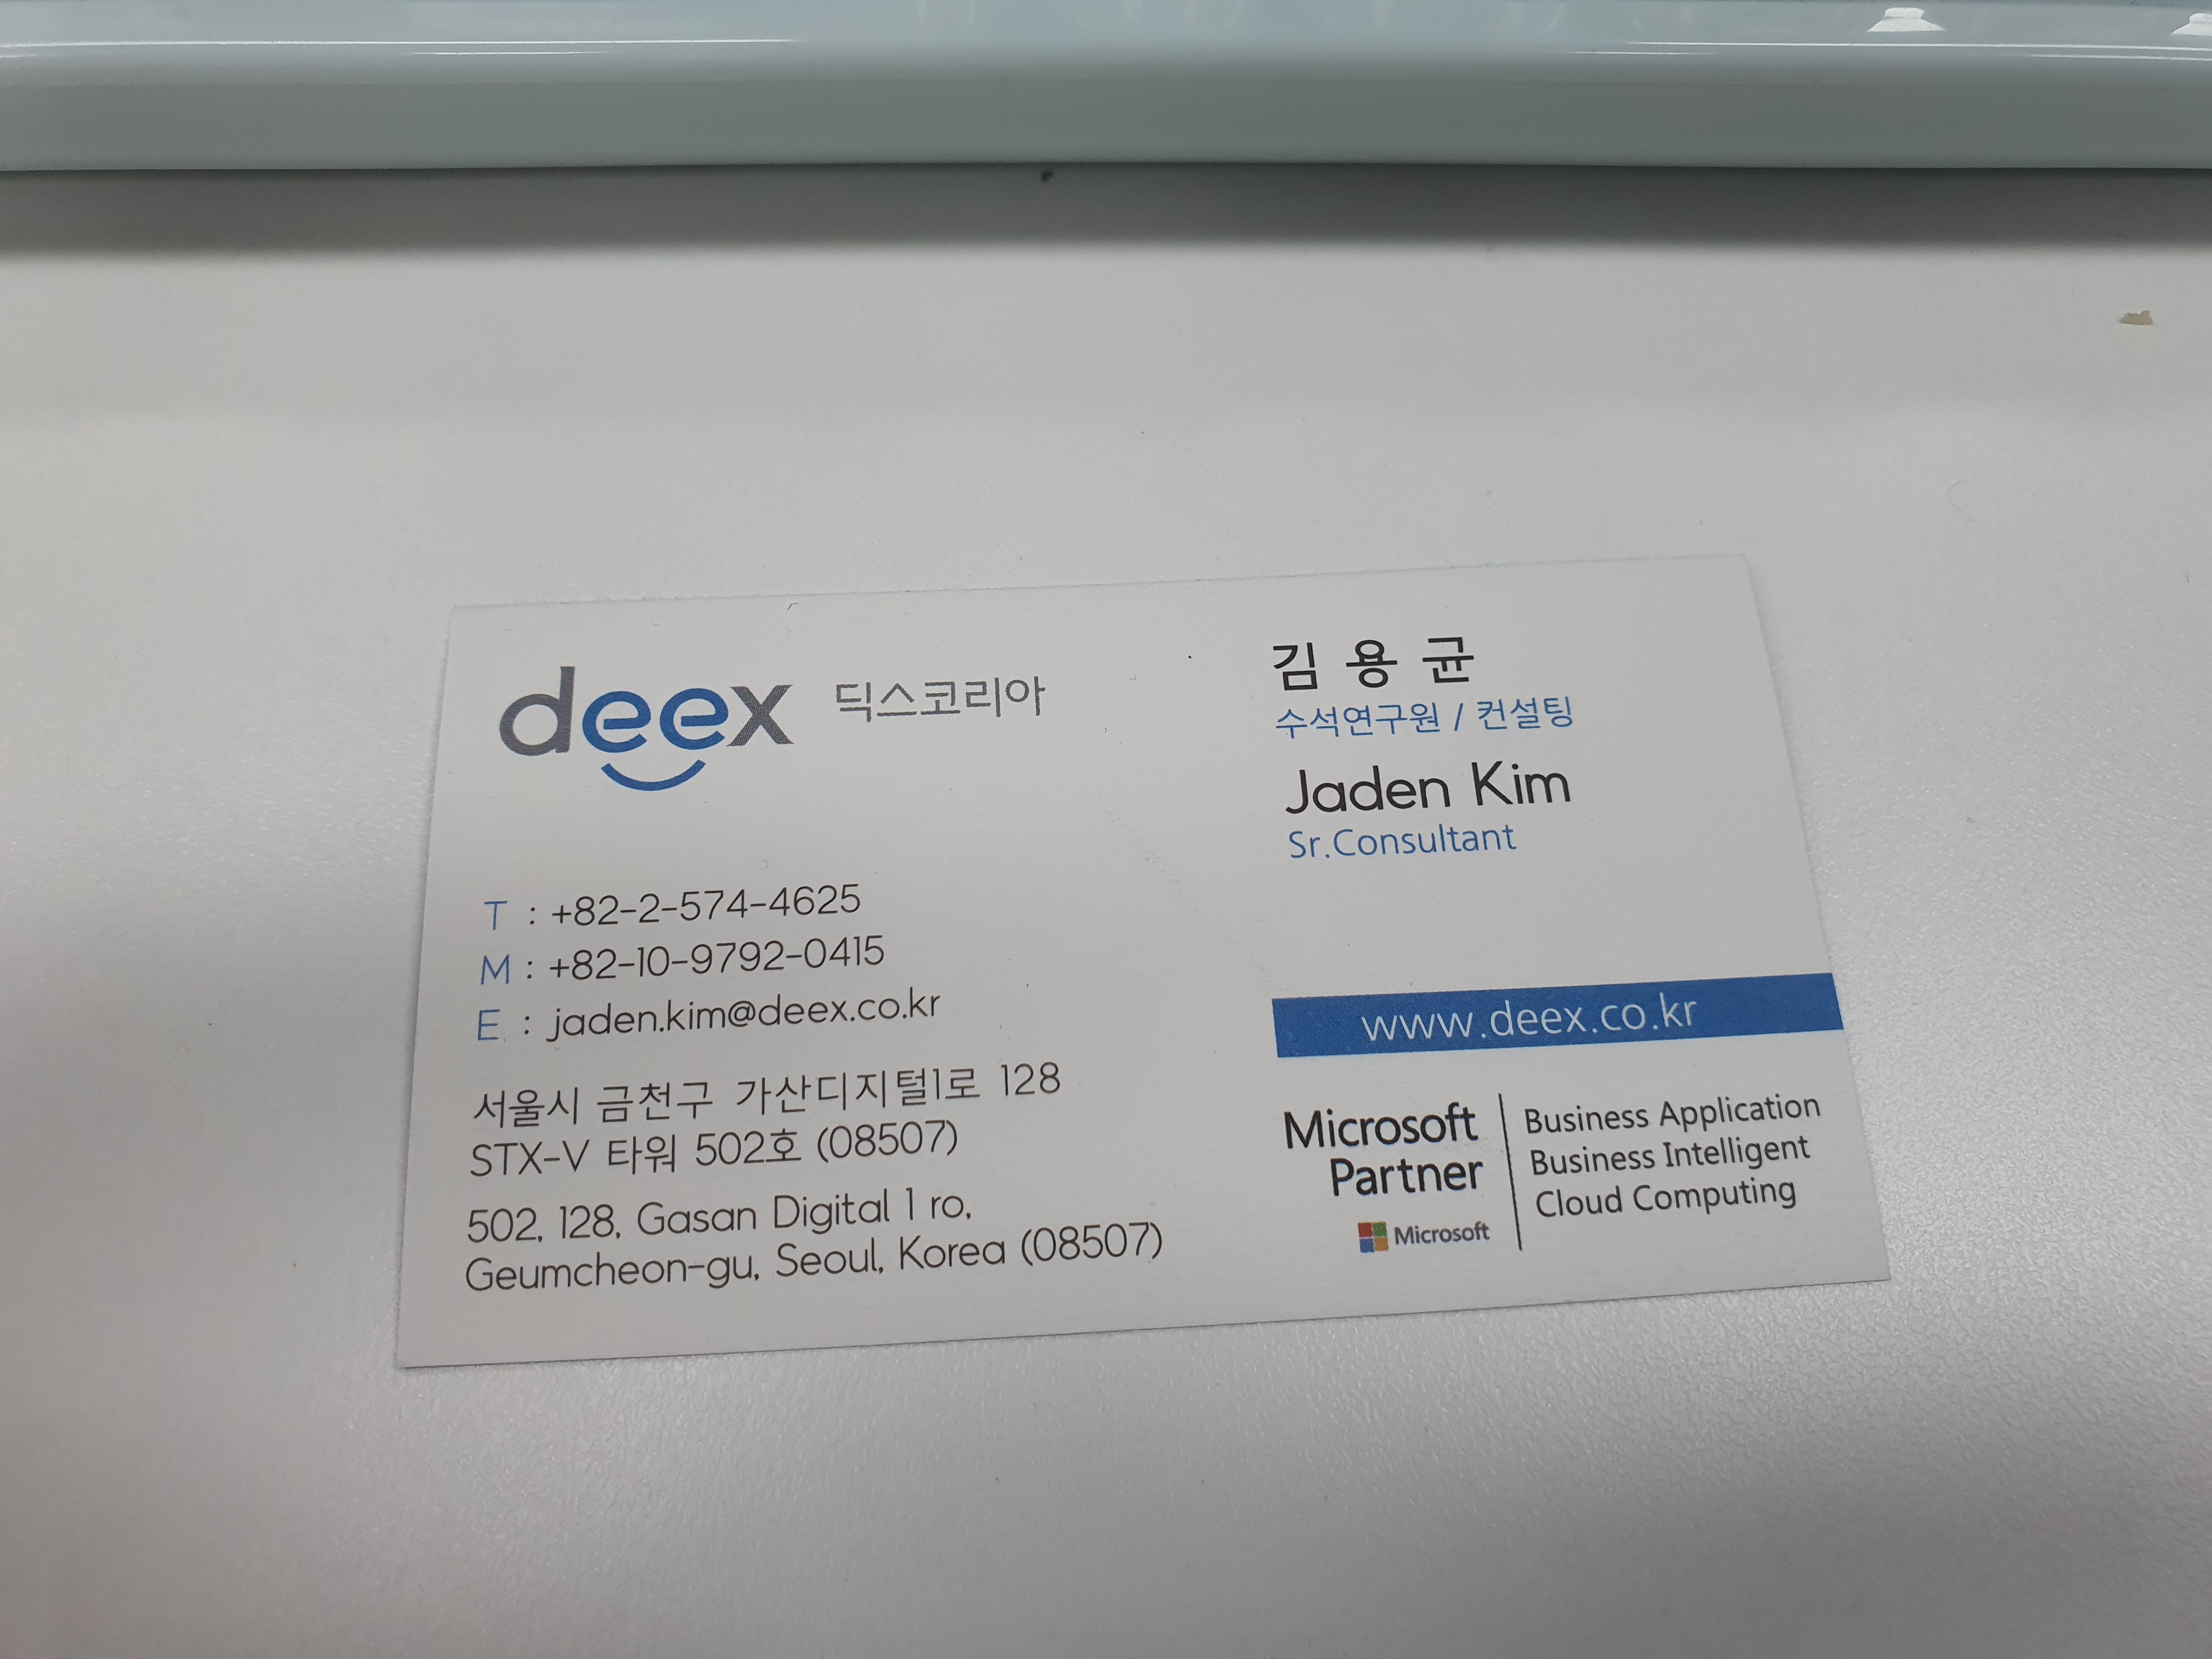 deex 딕스코리아
김 용 균
수석연구원 / 컨설팅
Jaden Kim
Sr.Consultant
T : +82-2-574-4625
M : +82-10-9792-0415
E : jaden.kim@deex.co.kr
서울시 금천구 가산디지털1로 128
STX-V 타워 502호 (08507)
502, 128, Gasan Digital 1 ro,
Geumcheon-gu, Seoul, Korea (08507)
www.deex.co.kr
Microsoft
Partner
Microsoft
Business Application
Business Intelligent
Cloud Computing